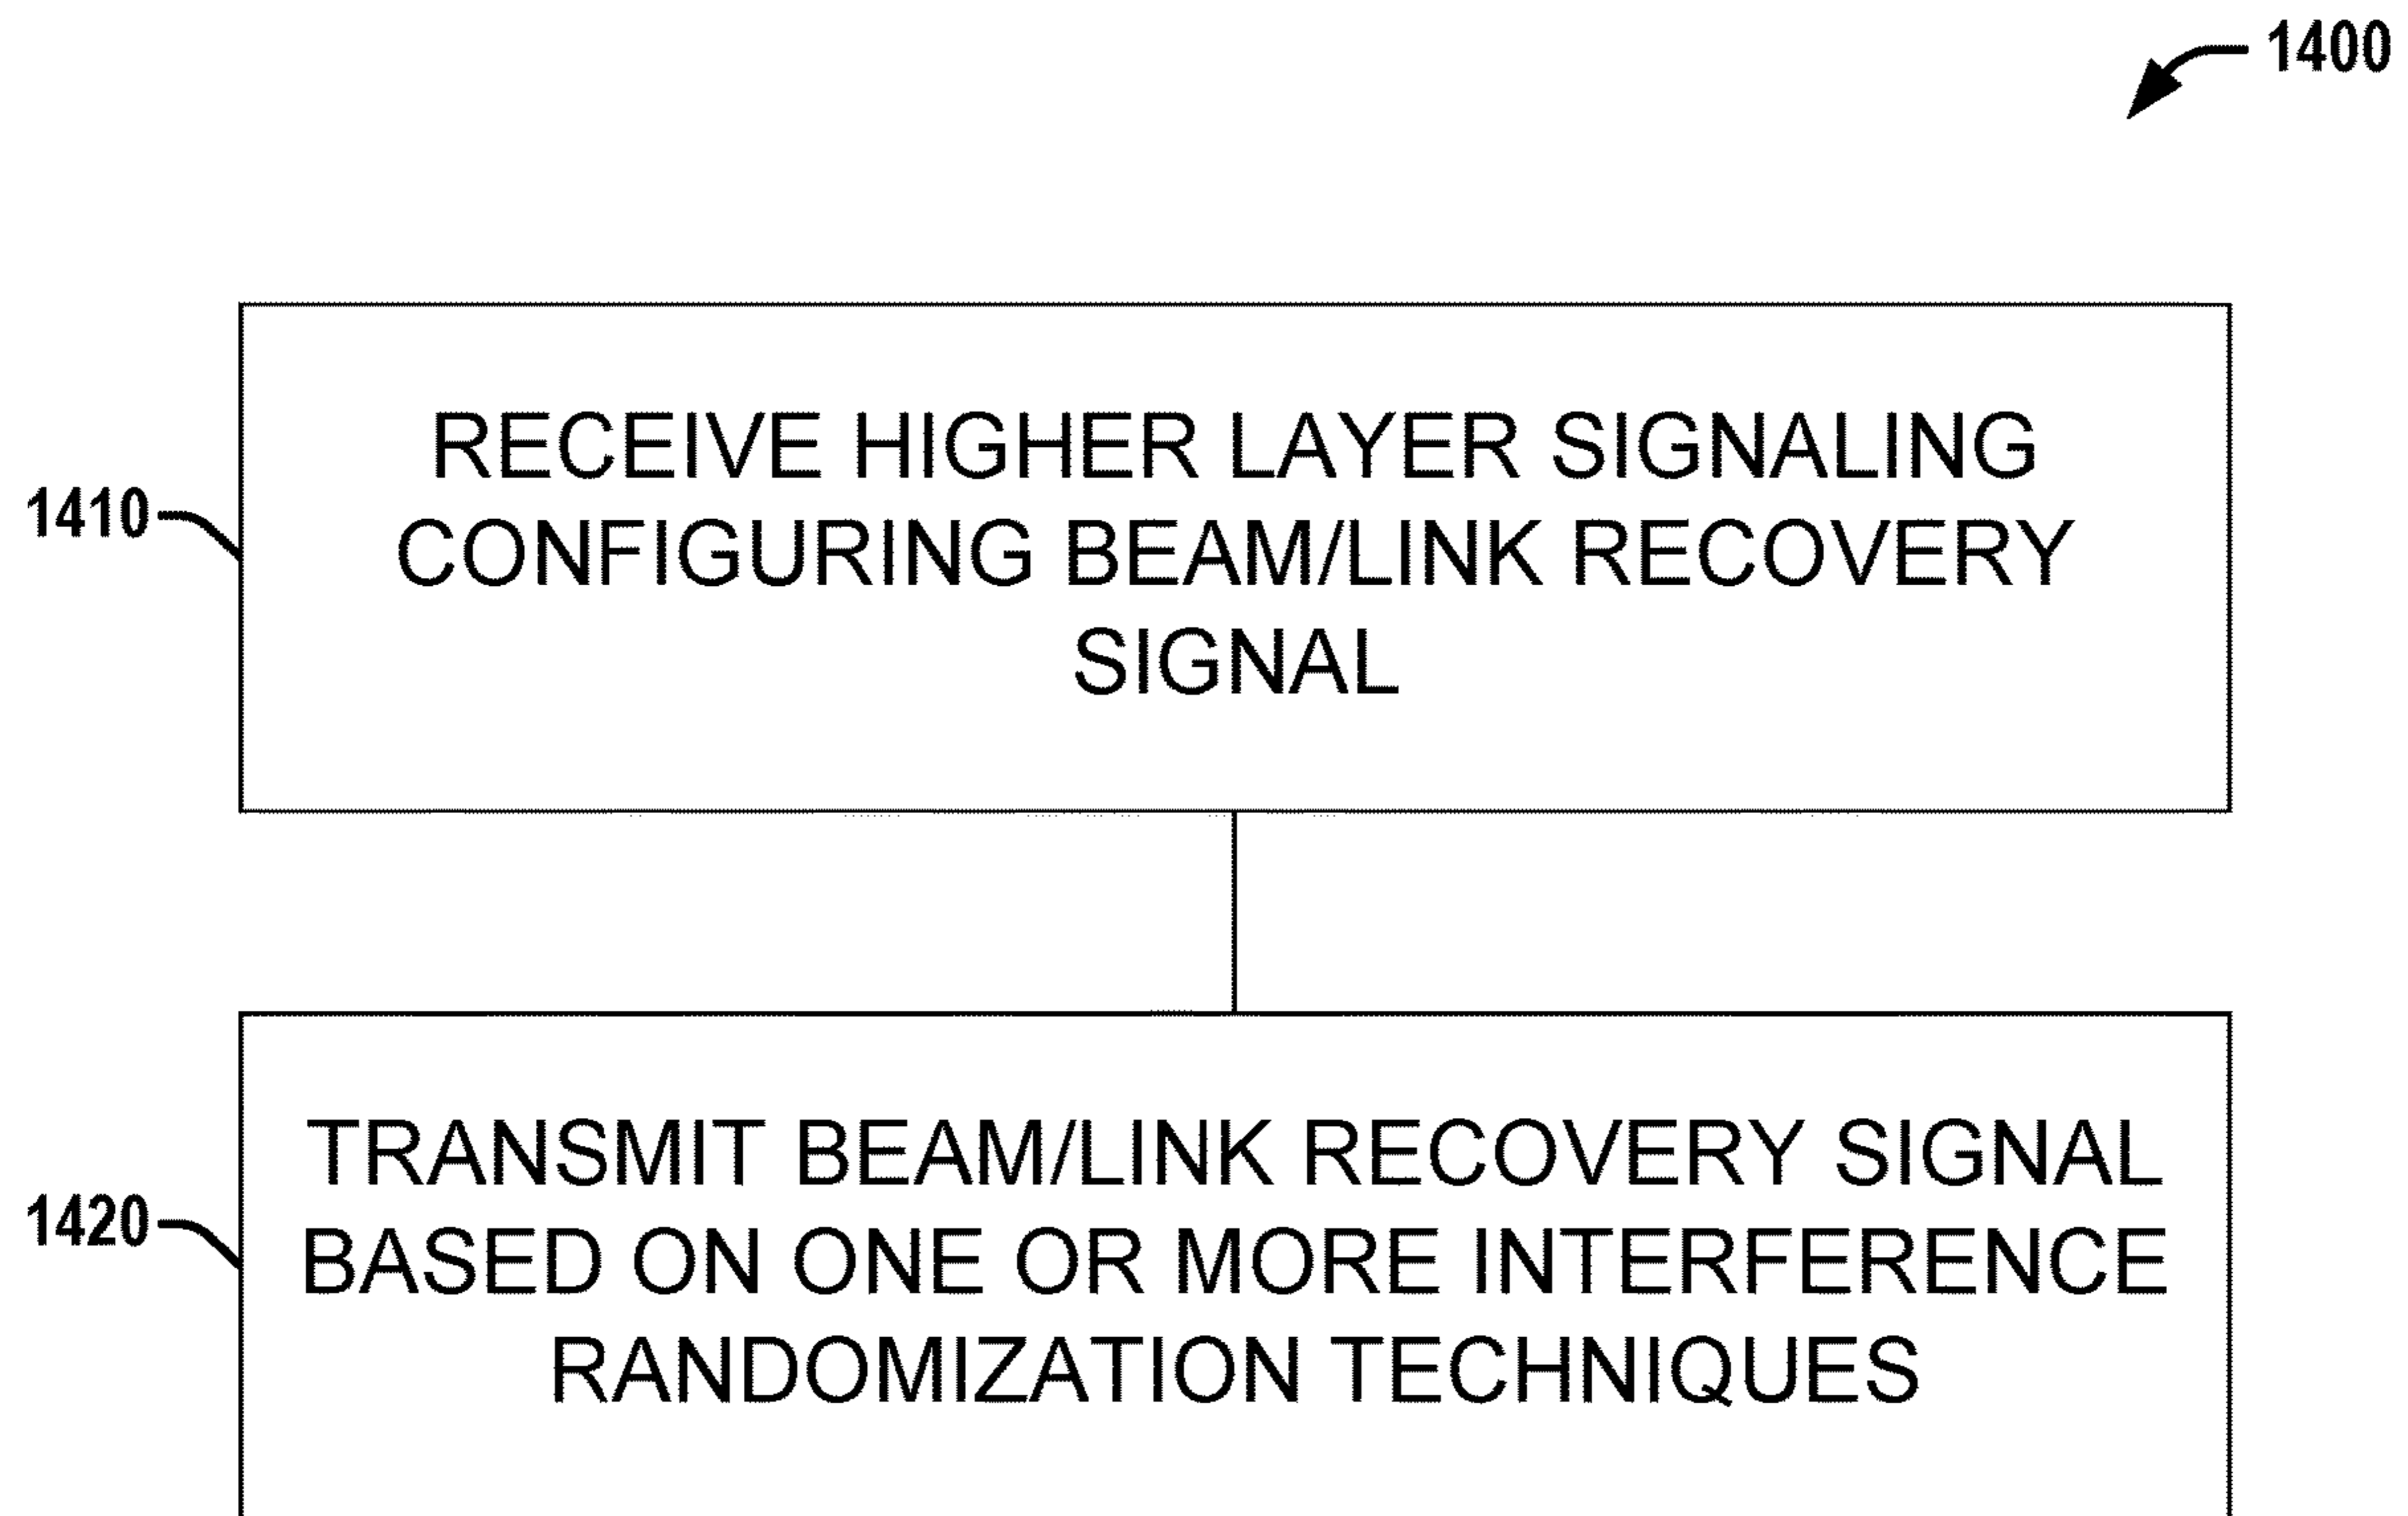 1400
RECEIVE HIGHER LAYER SIGNALING
1410
CONFIGURING BEAM/LINK RECOVERY
SIGNAL
TRANSMIT BEAM/LINK RECOVERY SIGNAL
1420
BASED ON ONE OR MORE INTERFERENCE
RANDOMIZATION TECHNIQUES